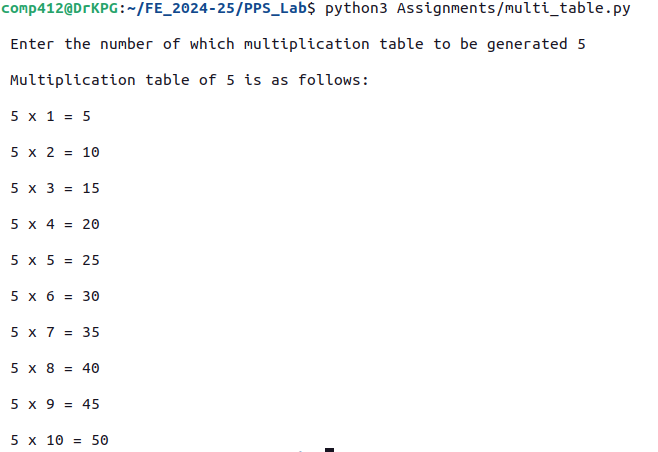 comp412@DrKPG:~/FE_2024-25/PPS_Lab$ python3 Assignments/multi_table.py
Enter the number of which multiplication table to be generated 5
Multiplication table of 5 is as follows:
5 x 1 = 5
5 x 2 = 10
5 x 3 = 15
5 x 4 = 20
5 x 5 = 25
5 x 6 = 30
5 x 7 = 35
5 x 8 = 40
5 x 9 = 45
5 x 10 = 50